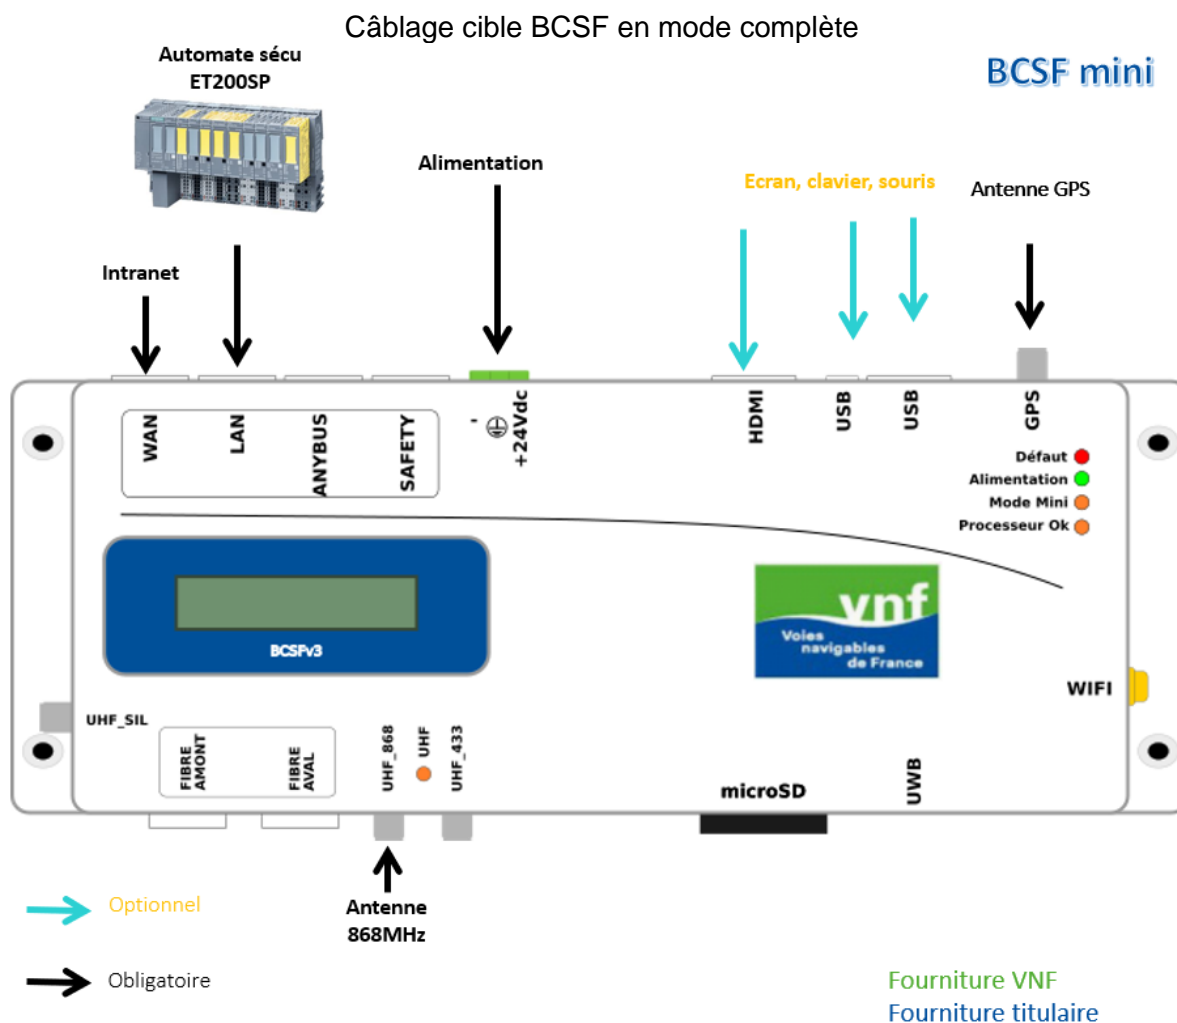 Câblage cible BCSF en mode complète
Automate sécu
ET200SP
BCSF mini
Alimentation
Ecran, clavier, souris
Antenne GPS
Intranet
WAN
LAN
ANYBUS
SAFETY
-
+24Vdc
HDMI
USB
USB
GPS
Défaut
Alimentation
Mode Mini
Processeur Ok
BCSFv3
vnf
Voies
navigables
de France
WIFI
UHF_SIL
FIBRE
AMONT
FIBRE
AVAL
UHF_868
UHF
UHF_433
microSD
UWB
Optionnel
Antenne
868MHz
Obligatoire
Fourniture VNF
Fourniture titulaire